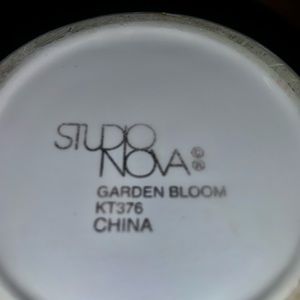 STUDIO
NOVA © ®
GARDEN BLOOM
KT376
CHINA